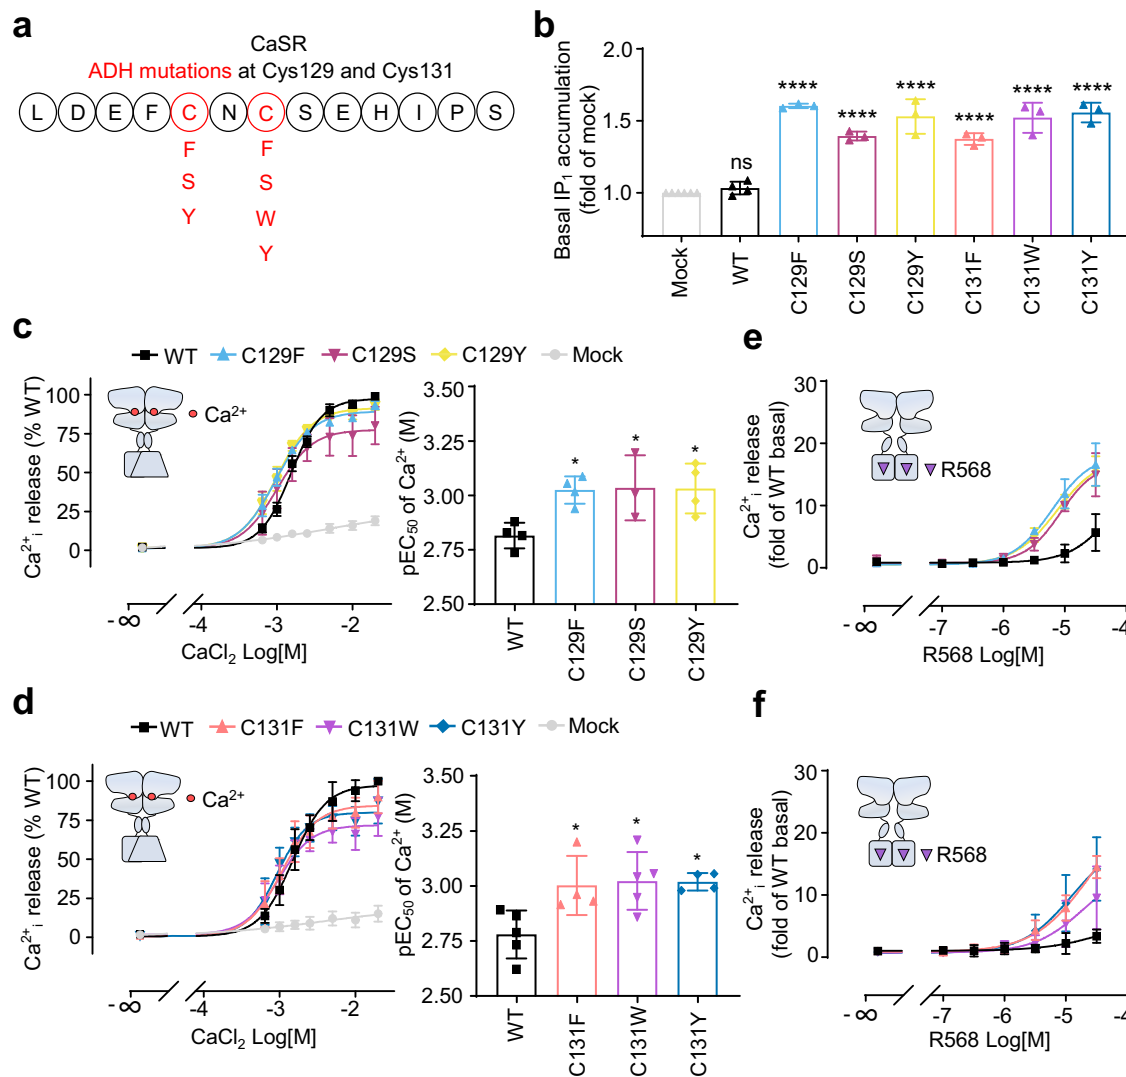 a
CaSR
ADH mutations at Cys129 and Cys131
L D E F C N C S E H I P S
F F
S S
Y W
Y
b
Basal IP1 accumulation
(fold of mock)
2.0
1.5
1.0
ns
****
****
****
****
****
****
Mock
WT
C129F
C129S
C129Y
C131F
C131W
C131Y
c
WT C129F C129S C129Y Mock
Ca2+i release (% WT)
100
75
50
25
0
Ca2+
-∞ -4 -3 -2
CaCl2 Log[M]
pEC50 of Ca2+ (M)
3.50
3.25
3.00
2.75
2.50
* * *
WT
C129F
C129S
C129Y
e
Ca2+i release
(fold of WT basal)
30
20
10
0
R568
-∞ -7 -6 -5 -4
R568 Log[M]
d
WT C131F C131W C131Y Mock
Ca2+i release (% WT)
100
75
50
25
0
Ca2+
-∞ -4 -3 -2
CaCl2 Log[M]
pEC50 of Ca2+ (M)
3.50
3.25
3.00
2.75
2.50
* * *
WT
C131F
C131W
C131Y
f
Ca2+i release
(fold of WT basal)
30
20
10
0
R568
-∞ -7 -6 -5 -4
R568 Log[M]